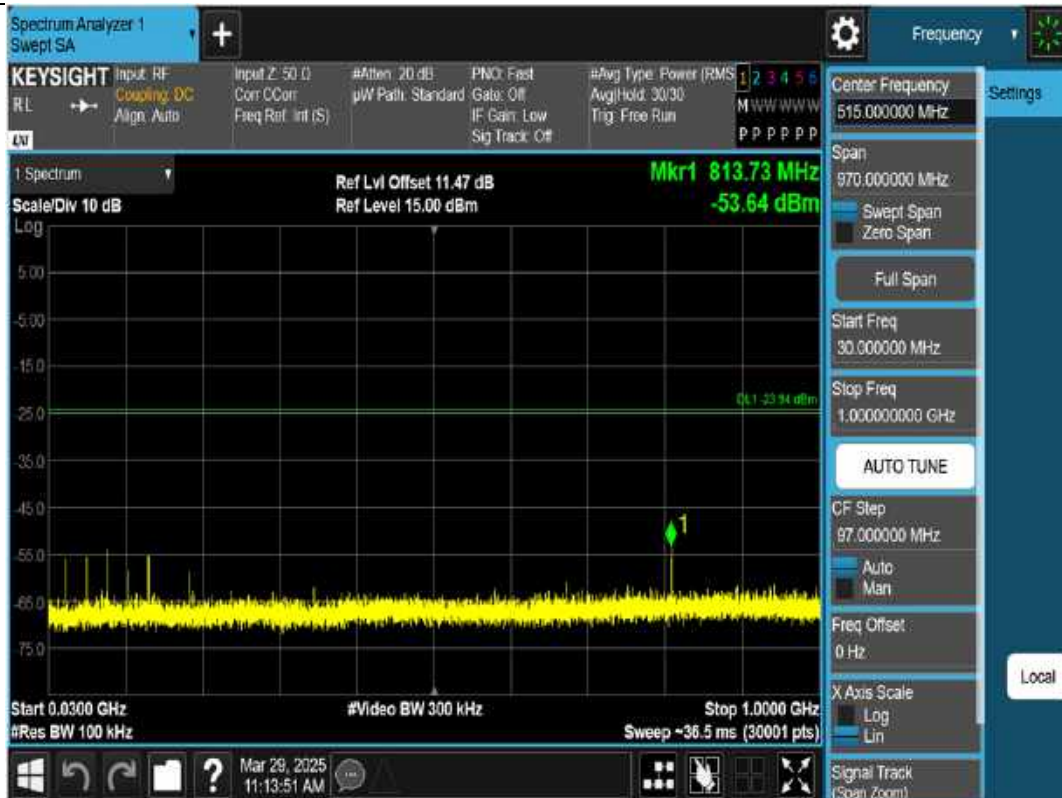 Spectrum Analyzer 1
Swept SA
+
Frequency
KEYSIGHT
RL
Input: RF
Coupling: DC
Align: Auto
Input Z: 50 Ω
Corr CCorr
Freq Ref: Int (S)
#Atten: 20 dB
µW Path: Standard
PNO: Fast
Gate: Off
IF Gain: Low
Sig Track: Off
#Avg Type: Power (RMS
Avg|Hold: 30/30
Trig: Free Run
1 2 3 4 5 6
M W W W W W
P P P P P P
1 Spectrum
Scale/Div 10 dB
Log
Ref Lvl Offset 11.47 dB
Ref Level 15.00 dBm
Mkr1 813.73 MHz
-53.64 dBm
5.00
-5.00
-15.0
-25.0
-35.0
-45.0
-55.0
-65.0
-75.0
DL1 -23.94 dBm
1
Start 0.0300 GHz
#Res BW 100 kHz
#Video BW 300 kHz
Stop 1.0000 GHz
Sweep ~36.5 ms (30001 pts)
?
Mar 29, 2025
11:13:51 AM
Center Frequency
515.000000 MHz
Span
970.000000 MHz
Swept Span
Zero Span
Full Span
Start Freq
30.000000 MHz
Stop Freq
1.000000000 GHz
AUTO TUNE
CF Step
97.000000 MHz
Auto
Man
Freq Offset
0 Hz
X Axis Scale
Log
Lin
Signal Track
(Span Zoom)
Settings
Local